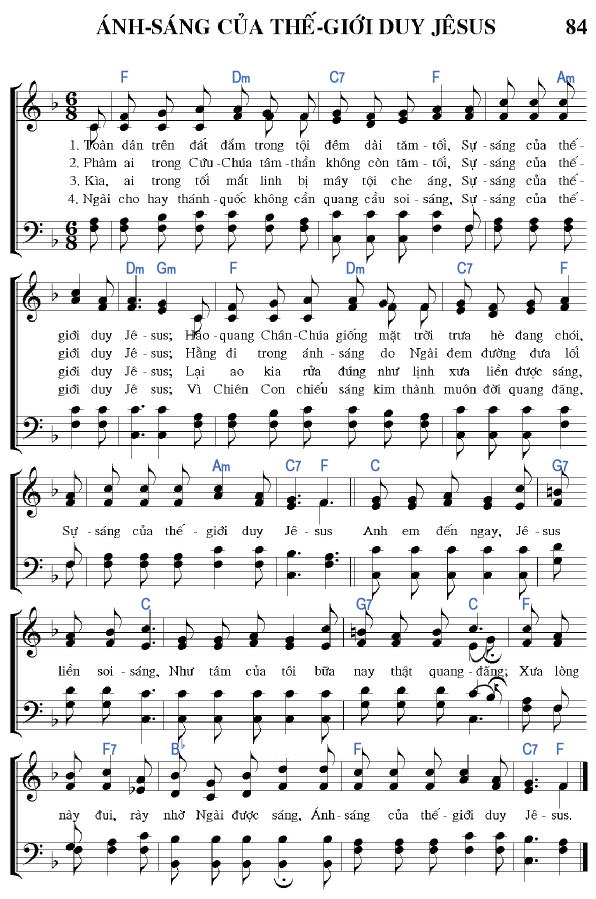 ÁNH-SÁNG CỦA THẾ-GIỚI DUY JÊSUS 84
F Dm C7 F Am
1. Toàn dân trên đất đắm trong tội đêm dài tăm-tối, Sự-sáng của thế-
2. Phàm ai trong Cứu-Chúa tâm-thần không còn tăm-tối, Sự-sáng của thế-
3. Kìa, ai trong tối mắt linh bị mây tội che áng, Sự-sáng của thế-
4. Ngài cho hay thánh-quốc không cần quang cầu soi-sáng, Sự-sáng của thế-
Dm Gm F Dm C7 F
giới duy Jê-sus; Hào-quang Chân-Chúa giống mặt trời trưa hè đang chói,
giới duy Jê-sus; Hằng đi trong ánh-sáng do Ngài đem đường đưa lối
giới duy Jê-sus; Lại ao kia rửa đúng như lịnh xưa liền được sáng,
giới duy Jê-sus; Vì Chiên Con chiếu sáng kim thành muôn đời quang đãng,
Am C7 F C G7
Sự-sáng của thế-giới duy Jê-sus Anh em đến ngay, Jê-sus
C G7 C F
liền soi-sáng, Như tâm của tôi bữa nay thật quang-đãng; Xưa lòng
F7 B♭ F C7 F
này đui, rày nhờ Ngài được sáng, Ánh-sáng của thế-giới duy Jê-sus.